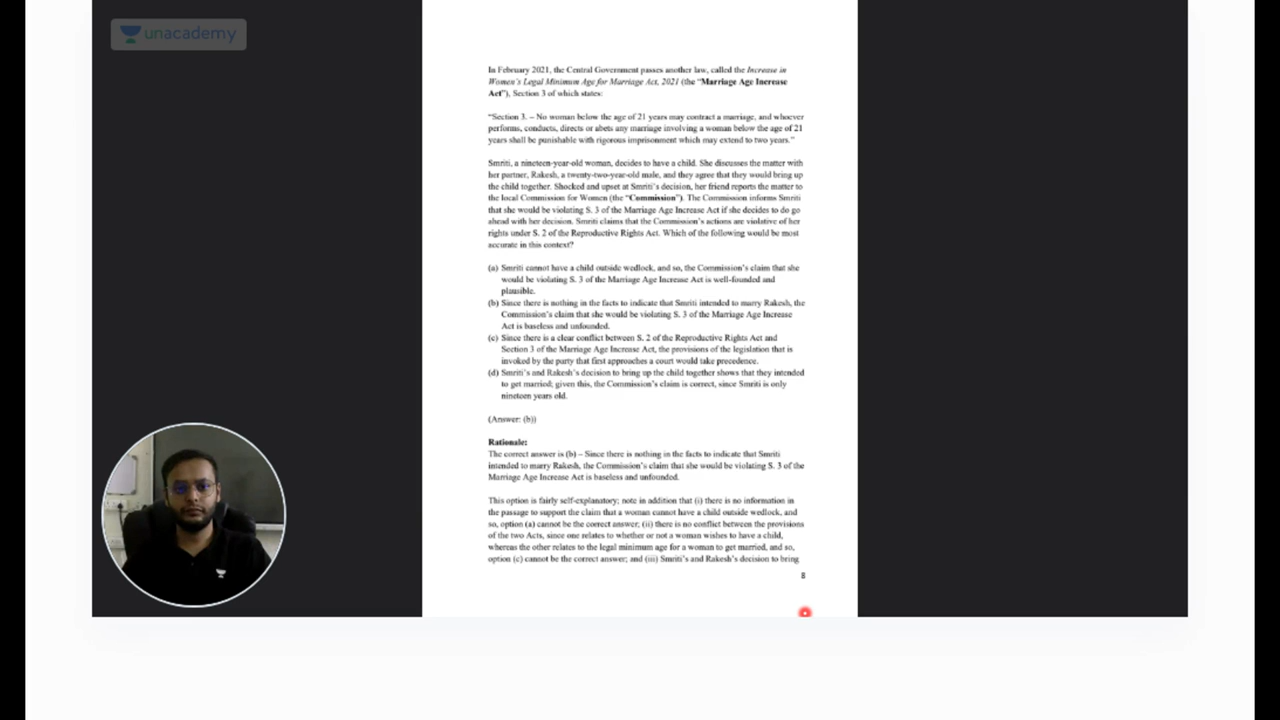 unacademy
In February 2021, the Central Government passes another law, called the Increase in
Women's Legal Minimum Age for Marriage Act, 2021 (the "Marriage Age Increase
Act"), Section 3 of which states:
"Section 3. – No woman below the age of 21 years may contract a marriage, and whoever
performs, conducts, directs or abets any marriage involving a woman below the age of 21
years shall be punishable with rigorous imprisonment which may extend to two years."
Smriti, a nineteen-year-old woman, decides to have a child. She discusses the matter with
her partner, Rakesh, a twenty-two-year-old male, and they agree that they would bring up
the child together. Shocked and upset at Smriti's decision, her friend reports the matter to
the local Commission for Women (the "Commission"). The Commission informs Smriti
that she would be violating S. 3 of the Marriage Age Increase Act if she decides to do go
ahead with her decision. Smriti claims that the Commission's actions are violative of her
rights under S. 2 of the Reproductive Rights Act. Which of the following would be most
accurate in this context?
(a) Smriti cannot have a child outside wedlock, and so, the Commission's claim that she
would be violating S. 3 of the Marriage Age Increase Act is well-founded and
plausible.
(b) Since there is nothing in the facts to indicate that Smriti intended to marry Rakesh, the
Commission's claim that she would be violating S. 3 of the Marriage Age Increase
Act is baseless and unfounded.
(c) Since there is a clear conflict between S. 2 of the Reproductive Rights Act and
Section 3 of the Marriage Age Increase Act, the provisions of the legislation that is
invoked by the party that first approaches a court would take precedence.
(d) Smriti's and Rakesh's decision to bring up the child together shows that they intended
to get married; given this, the Commission's claim is correct, since Smriti is only
nineteen years old.
(Answer: (b))
Rationale:
The correct answer is (b) – Since there is nothing in the facts to indicate that Smriti
intended to marry Rakesh, the Commission's claim that she would be violating S. 3 of the
Marriage Age Increase Act is baseless and unfounded.
This option is fairly self-explanatory; note in addition that (i) there is no information in
the passage to support the claim that a woman cannot have a child outside wedlock, and
so, option (a) cannot be the correct answer; (ii) there is no conflict between the provisions
of the two Acts, since one relates to whether or not a woman wishes to have a child,
whereas the other relates to the legal minimum age for a woman to get married, and so,
option (c) cannot be the correct answer; and (iii) Smriti's and Rakesh's decision to bring
8